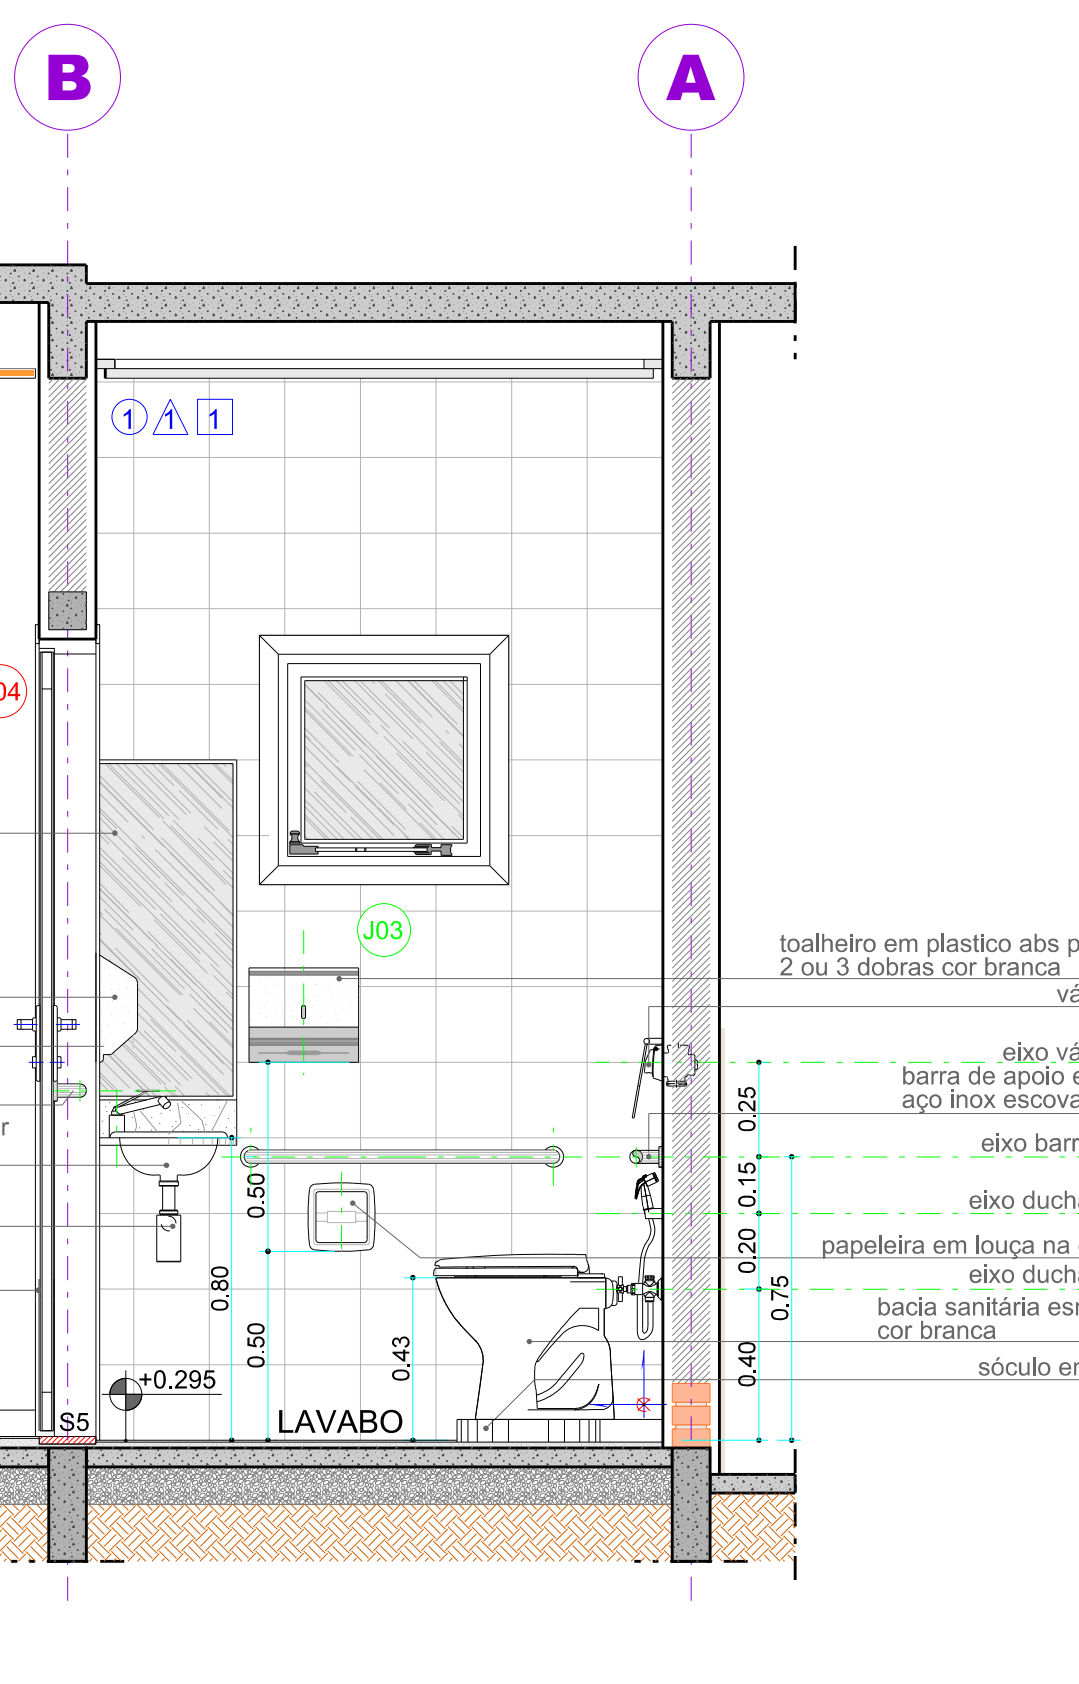 B
A
1
1
1
04
J03
toalheiro em plastico abs p
2 ou 3 dobras cor branca
vá
eixo vá
barra de apoio e
aço inox escova
eixo barr
eixo ducha
papeleira em louça na
eixo ducha
bacia sanitária esm
cor branca
sóculo em
r
0.25
0.15
0.20
0.75
0.40
0.50
0.80
0.50
0.43
+0.295
S5
LAVABO